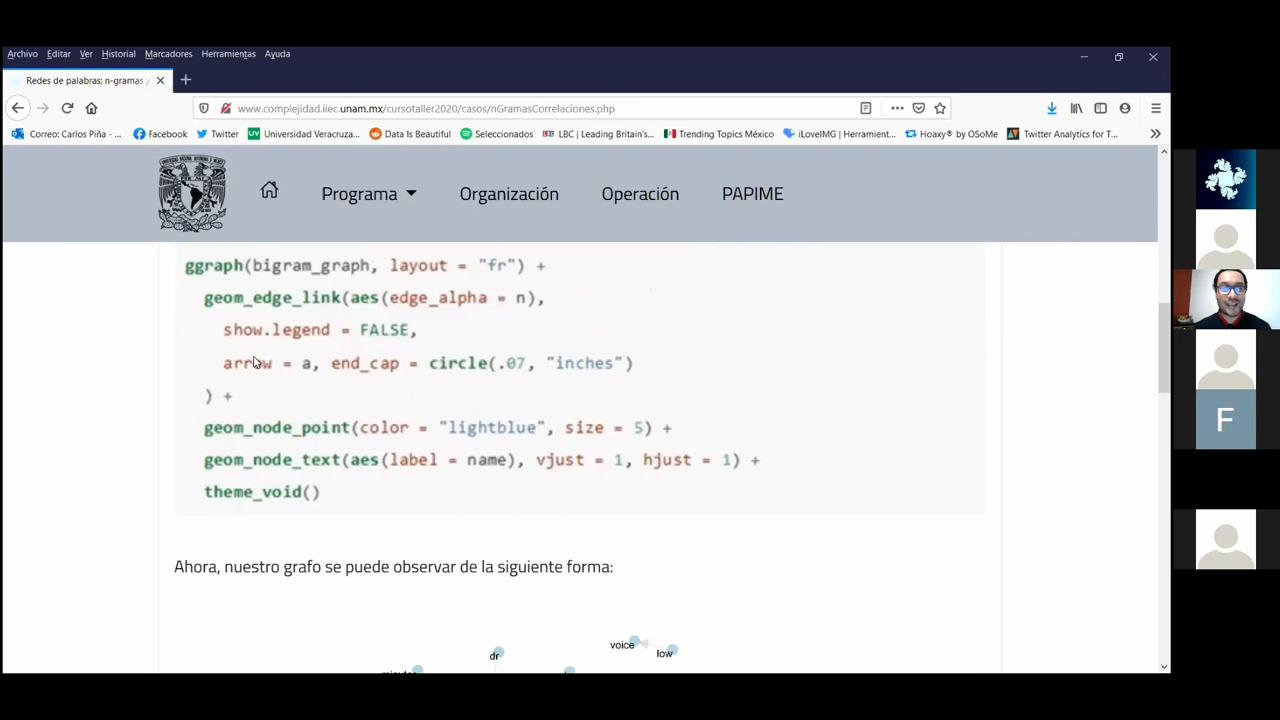 Archivo Editar Ver Historial Marcadores Herramientas Ayuda
Redes de palabras: n-gramas y
www.complejidad.iiec.unam.mx/cursotaller2020/casos/nGramasCorrelaciones.php
Correo: Carlos Piña - ... Facebook Twitter Universidad Veracruza... Data Is Beautiful Seleccionados LBC | Leading Britain's... Trending Topics México iLoveIMG | Herramient... Hoaxy® by OSoMe Twitter Analytics for T...
Programa Organización Operación PAPIME
ggraph(bigram_graph, layout = "fr") +
geom_edge_link(aes(edge_alpha = n),
show.legend = FALSE,
arrow = a, end_cap = circle(.07, "inches")
) +
geom_node_point(color = "lightblue", size = 5) +
geom_node_text(aes(label = name), vjust = 1, hjust = 1) +
theme_void()
F
Ahora, nuestro grafo se puede observar de la siguiente forma:
voice
low
dr
minutes